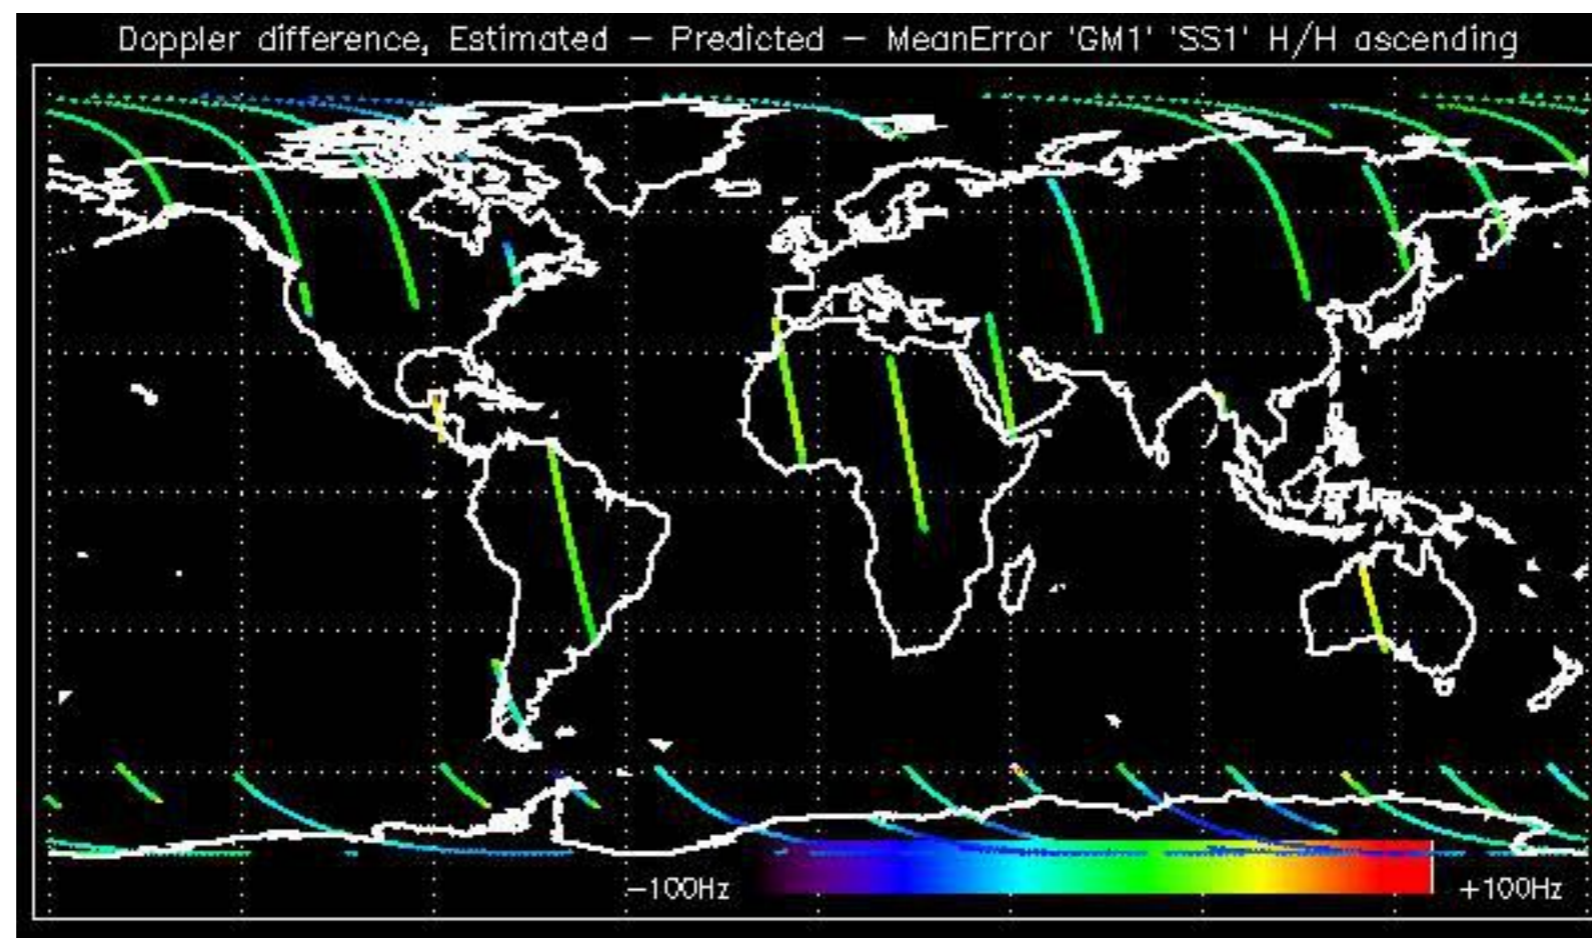 Doppler difference, Estimated – Predicted – MeanError 'GM1' 'SS1' H/H ascending
–100Hz
+100Hz